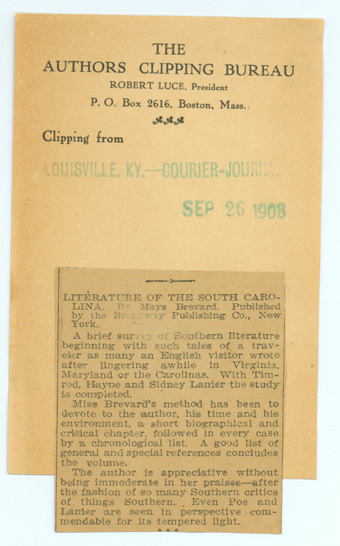 THE
AUTHORS CLIPPING BUREAU
ROBERT LUCE, President
P. O. Box 2616, Boston, Mass.
Clipping from
LOUISVILLE, KY.—COURIER-JOURNAL
SEP 26 1908
LITERATURE OF THE SOUTH CARO-
LINA. By Mays Brevard. Published
by the Broadway Publishing Co., New
York.
A brief survey of Southern literature
beginning with such tales of a trav-
eler as many an English visitor wrote
after lingering awhile in Virginia,
Maryland or the Carolinas. With Tim-
rod, Hayne and Sidney Lanier the study
is completed.
Miss Brevard's method has been to
devote to the author, his time and his
environment, a short biographical and
critical chapter, followed in every case
by a chronological list. A good list of
general and special references concludes
the volume.
The author is appreciative without
being immoderate in her praises—after
the fashion of so many Southern critics
of things Southern. Even Poe and
Lanier are seen in perspective com-
mendable for its tempered light.
* * *